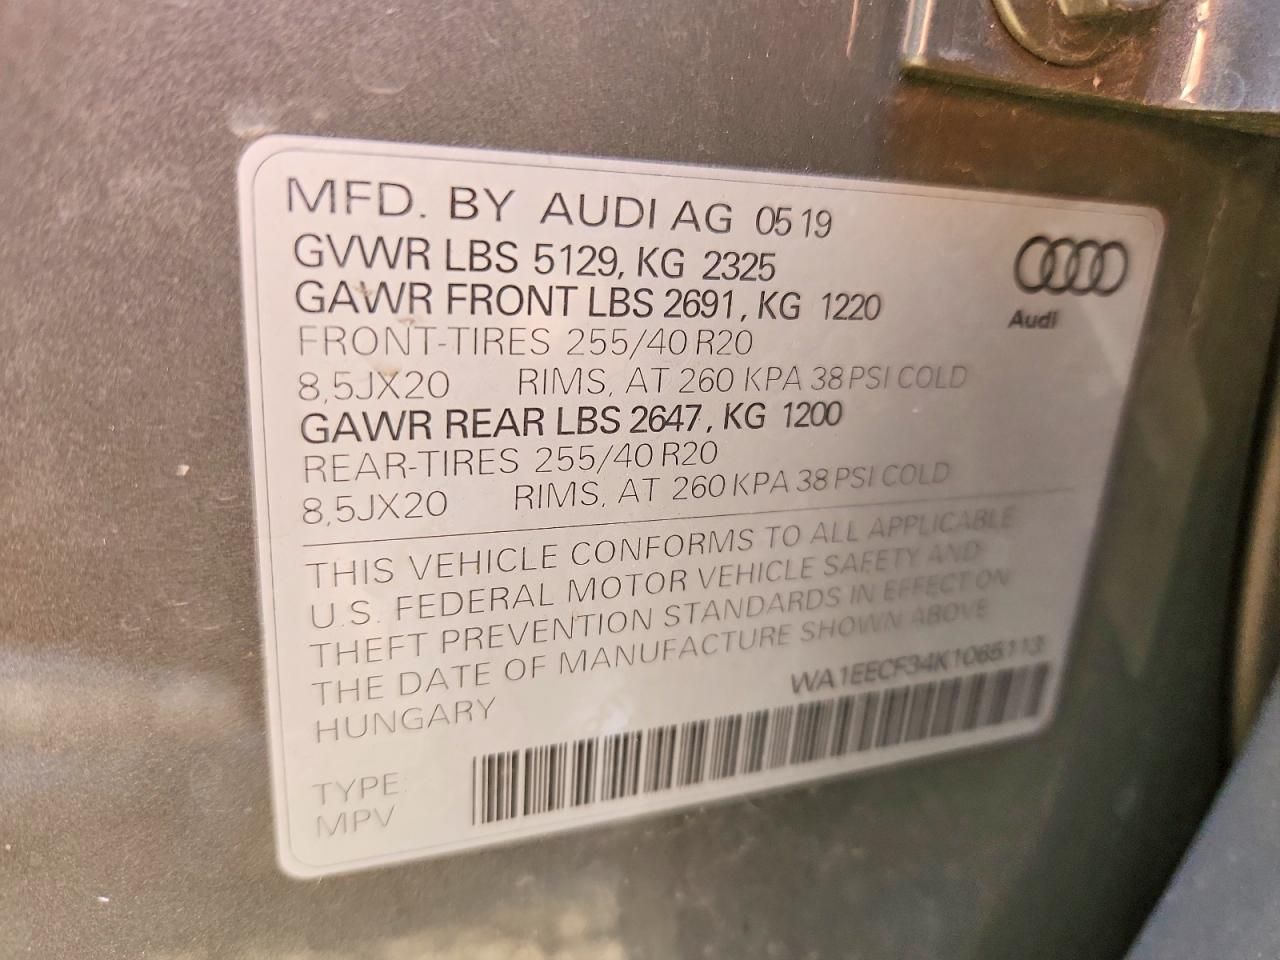 MFD. BY AUDI AG 05 19
GVWR LBS 5129, KG 2325
GAWR FRONT LBS 2691, KG 1220
FRONT-TIRES 255/40 R20
8,5JX20 RIMS, AT 260 KPA 38 PSI COLD
GAWR REAR LBS 2647, KG 1200
REAR-TIRES 255/40 R20
8,5JX20 RIMS, AT 260 KPA 38 PSI COLD
Audi
THIS VEHICLE CONFORMS TO ALL APPLICABLE
U.S. FEDERAL MOTOR VEHICLE SAFETY AND
THEFT PREVENTION STANDARDS IN EFFECT ON
THE DATE OF MANUFACTURE SHOWN ABOVE
HUNGARY
WA1EECF34K1065113
TYPE:
MPV